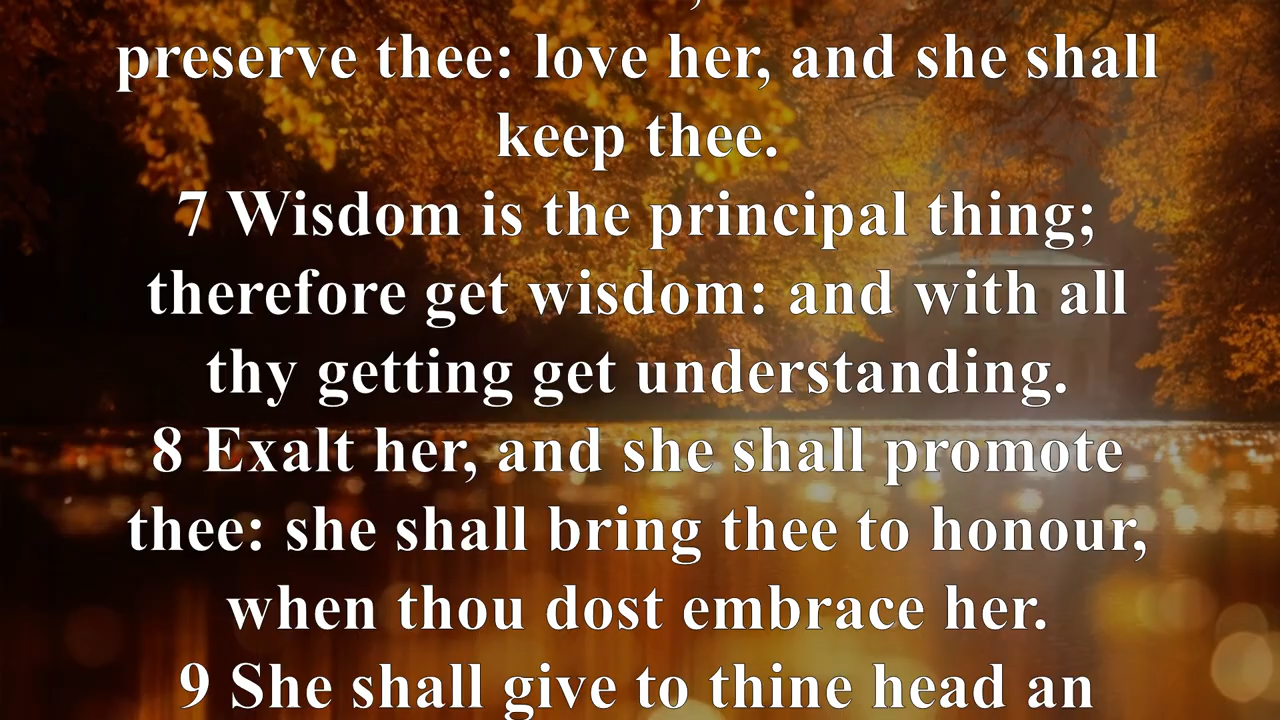 preserve thee: love her, and she shall
keep thee.
7 Wisdom is the principal thing;
therefore get wisdom: and with all
thy getting get understanding.
8 Exalt her, and she shall promote
thee: she shall bring thee to honour,
when thou dost embrace her.
9 She shall give to thine head an